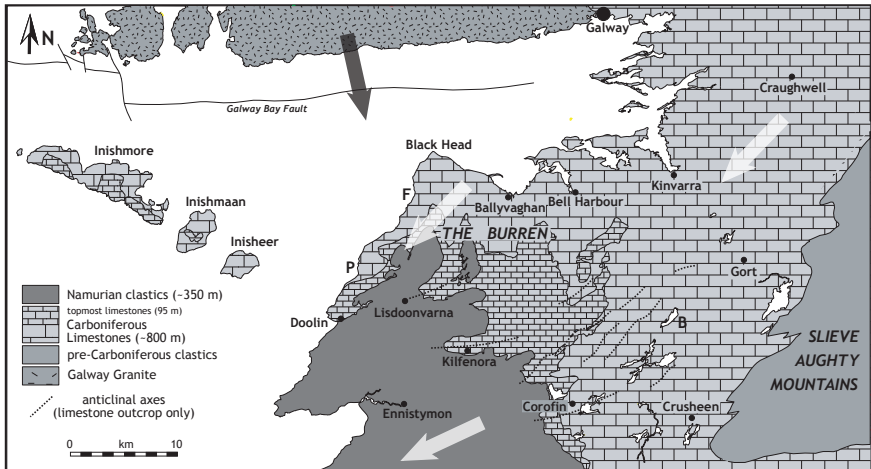 N
Galway
Craughwell
Galway Bay Fault
Inishmore
Black Head
Kinvarra
F
Inishmaan
Ballyvaghan
Bell Harbour
THE BURREN
Inisheer
P
Gort
Namurian clastics (~350 m)
topmost limestones (95 m)
Carboniferous
Limestones (~800 m)
pre-Carboniferous clastics
Galway Granite
anticlinal axes
(limestone outcrop only)
0 km 10
Lisdoonvarna
Doolin
B
SLIEVE
AUGHTY
MOUNTAINS
Kilfenora
Ennistymon
Corofin
Crusheen